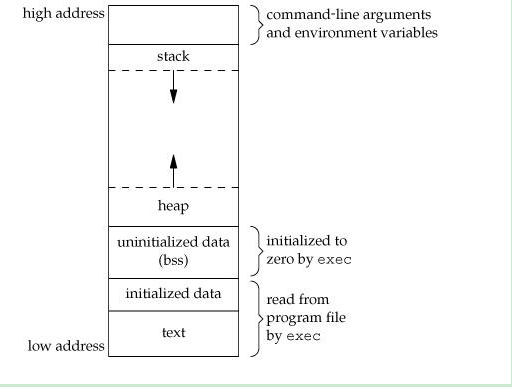 high address
command-line arguments
and environment variables
stack
heap
uninitialized data
(bss)
initialized to
zero by exec
initialized data
read from
program file
by exec
text
low address